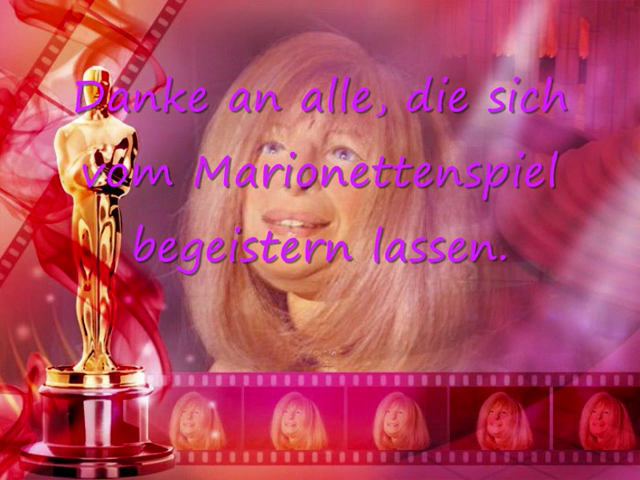 Danke an alle, die sich
vom Marionettenspiel
begeistern lassen.